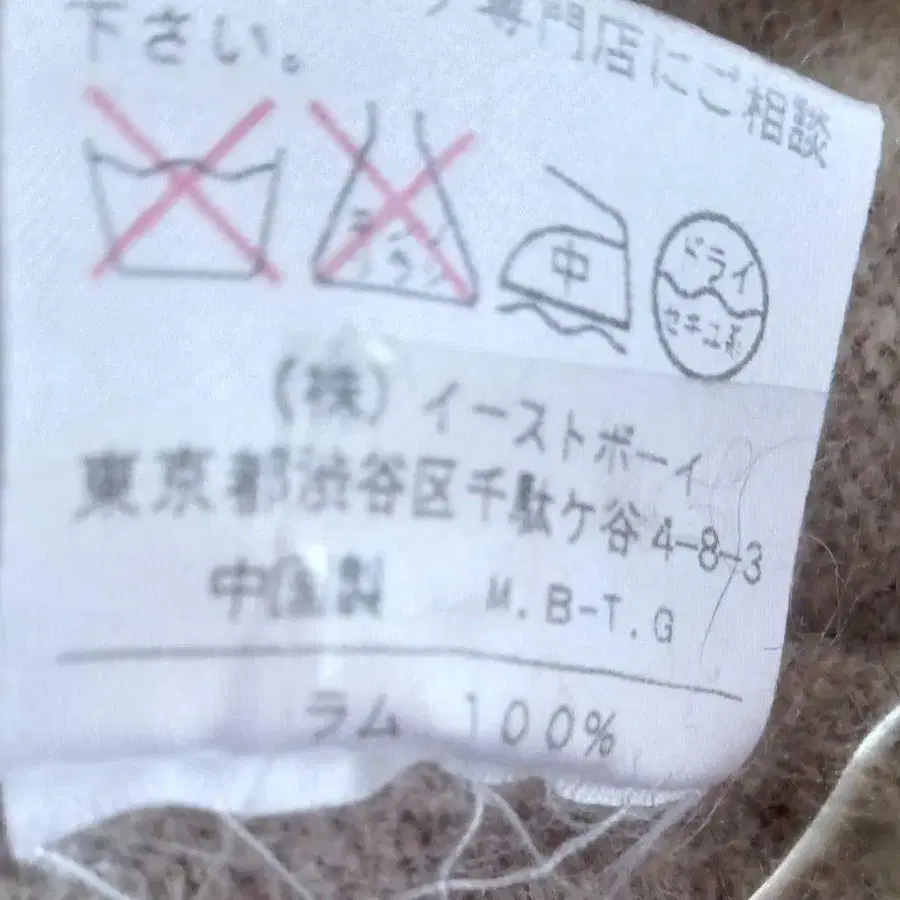 専門店にご相談
下さい。
中
ドライ
セキユ系
(株) イーストボーイ
東京都渋谷区千駄ケ谷4-8-3
中国製 M.B-T.G
ラム 100%